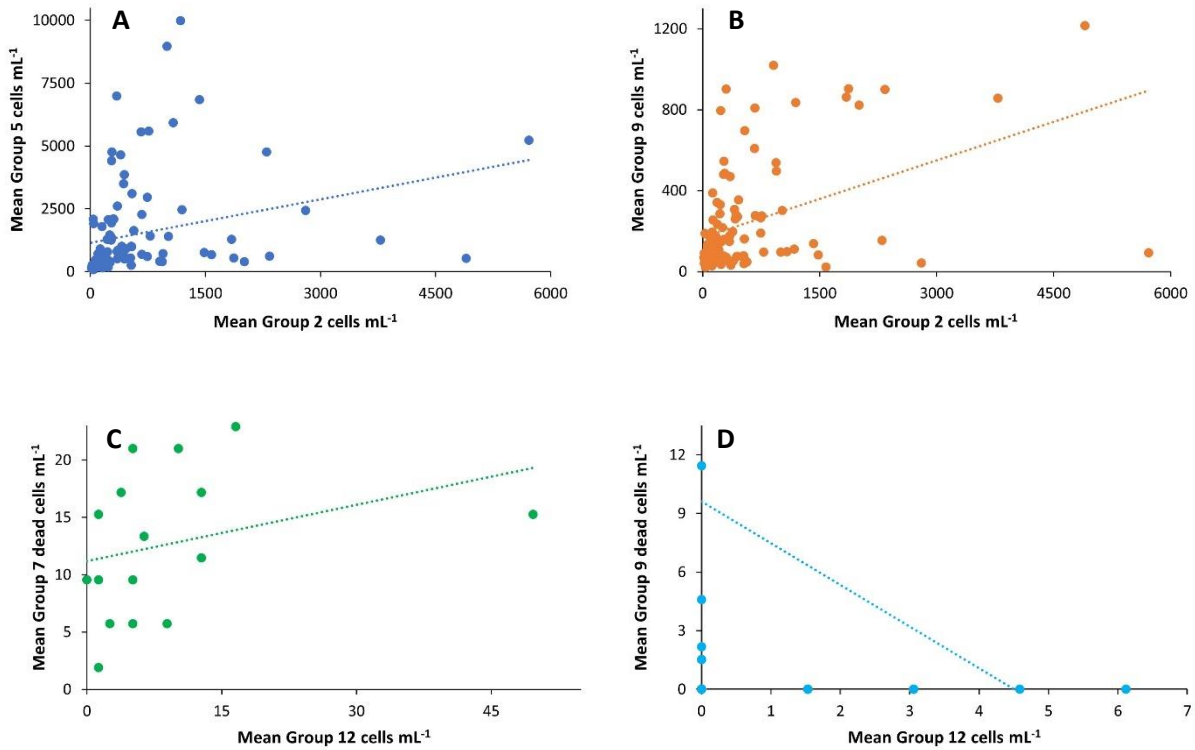 A
Mean Group 5 cells mL⁻¹
10000
7500
5000
2500
0
0 1500 3000 4500 6000
Mean Group 2 cells mL⁻¹
B
Mean Group 9 cells mL⁻¹
1200
800
400
0
0 1500 3000 4500 6000
Mean Group 2 cells mL⁻¹
C
Mean Group 7 dead cells mL⁻¹
20
15
10
5
0
0 15 30 45
Mean Group 12 cells mL⁻¹
D
Mean Group 9 dead cells mL⁻¹
12
9
6
3
0
0 1 2 3 4 5 6 7
Mean Group 12 cells mL⁻¹